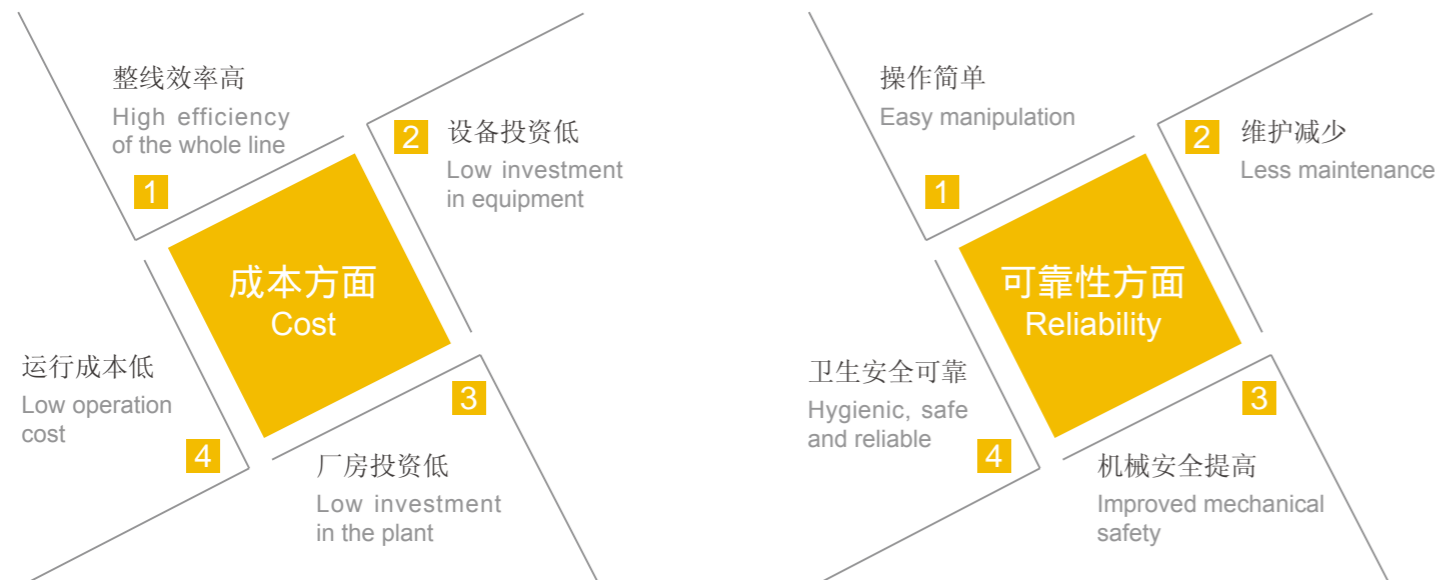 整线效率高
High efficiency
of the whole line
1
2
设备投资低
Low investment
in equipment
成本方面
Cost
3
厂房投资低
Low investment
in the plant
运行成本低
Low operation
cost
4
操作简单
Easy manipulation
1
2
维护减少
Less maintenance
可靠性方面
Reliability
3
机械安全提高
Improved mechanical
safety
卫生安全可靠
Hygienic, safe
and reliable
4